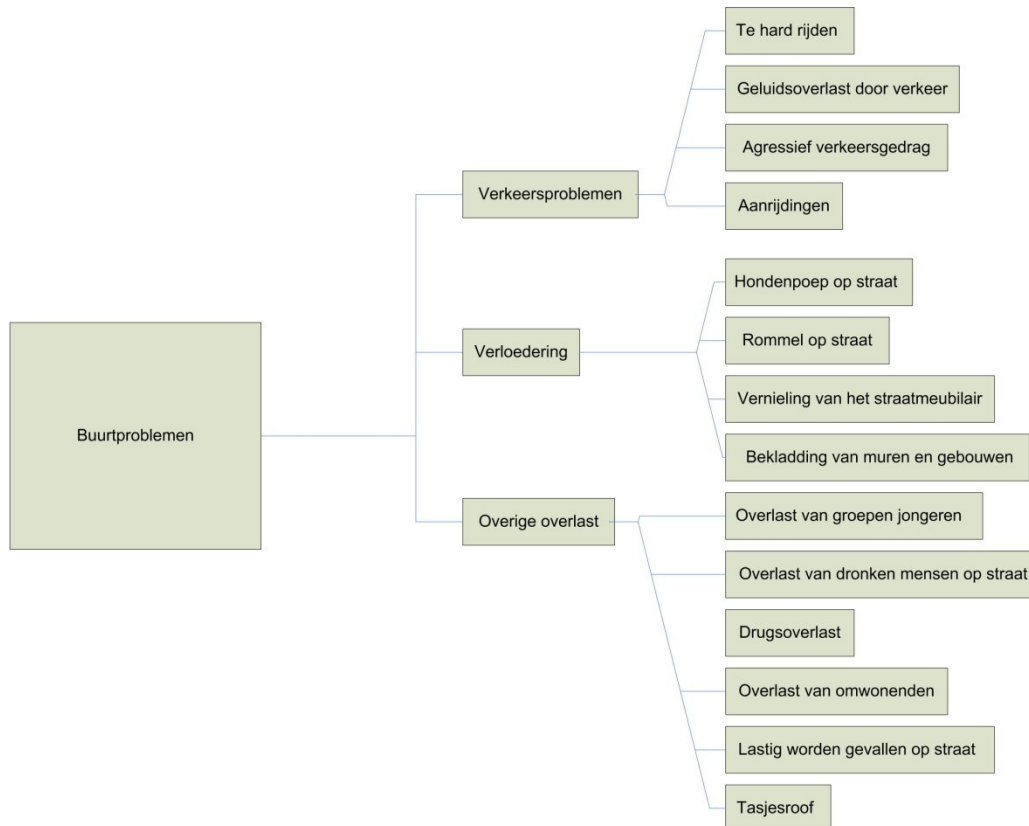 Buurtproblemen
Verkeersproblemen
Te hard rijden
Geluidsoverlast door verkeer
Agressief verkeersgedrag
Aanrijdingen
Verloedering
Hondenpoep op straat
Rommel op straat
Vernieling van het straatmeubilair
Bekladding van muren en gebouwen
Overige overlast
Overlast van groepen jongeren
Overlast van dronken mensen op straat
Drugsoverlast
Overlast van omwonenden
Lastig worden gevallen op straat
Tasjesroof